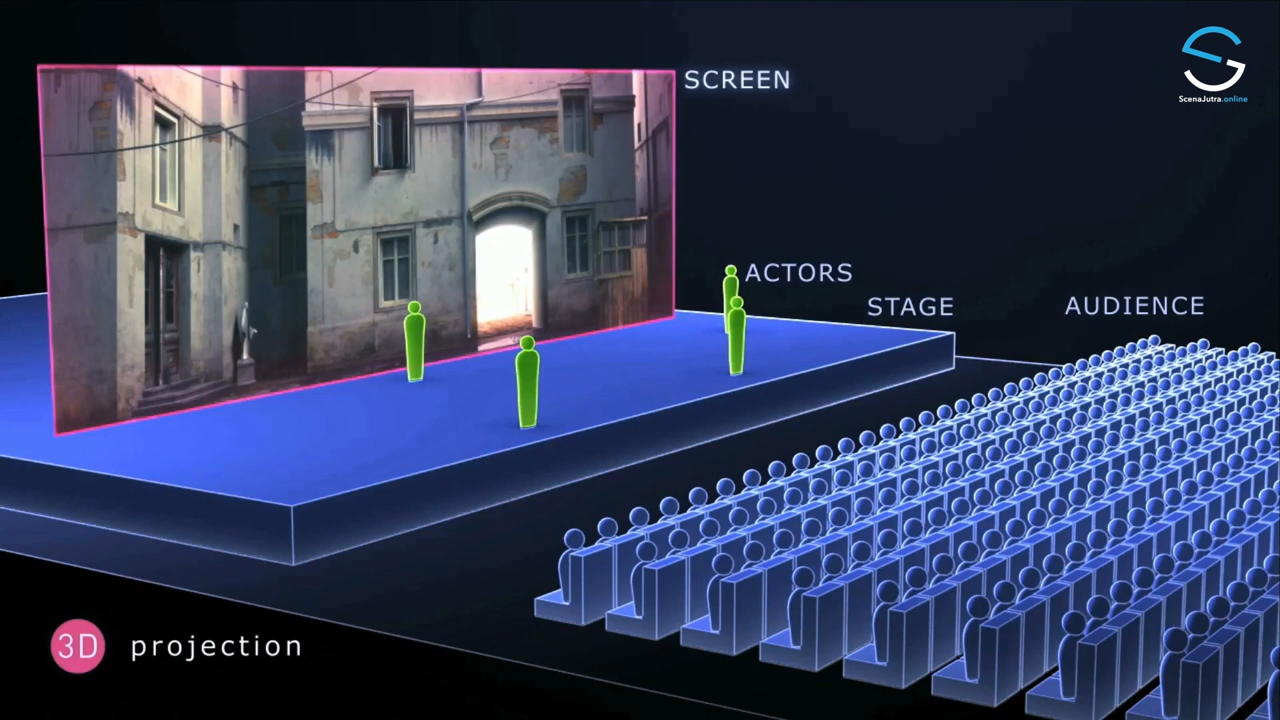 SCREEN
ScenaJutra.online
ACTORS
STAGE
AUDIENCE
3D projection